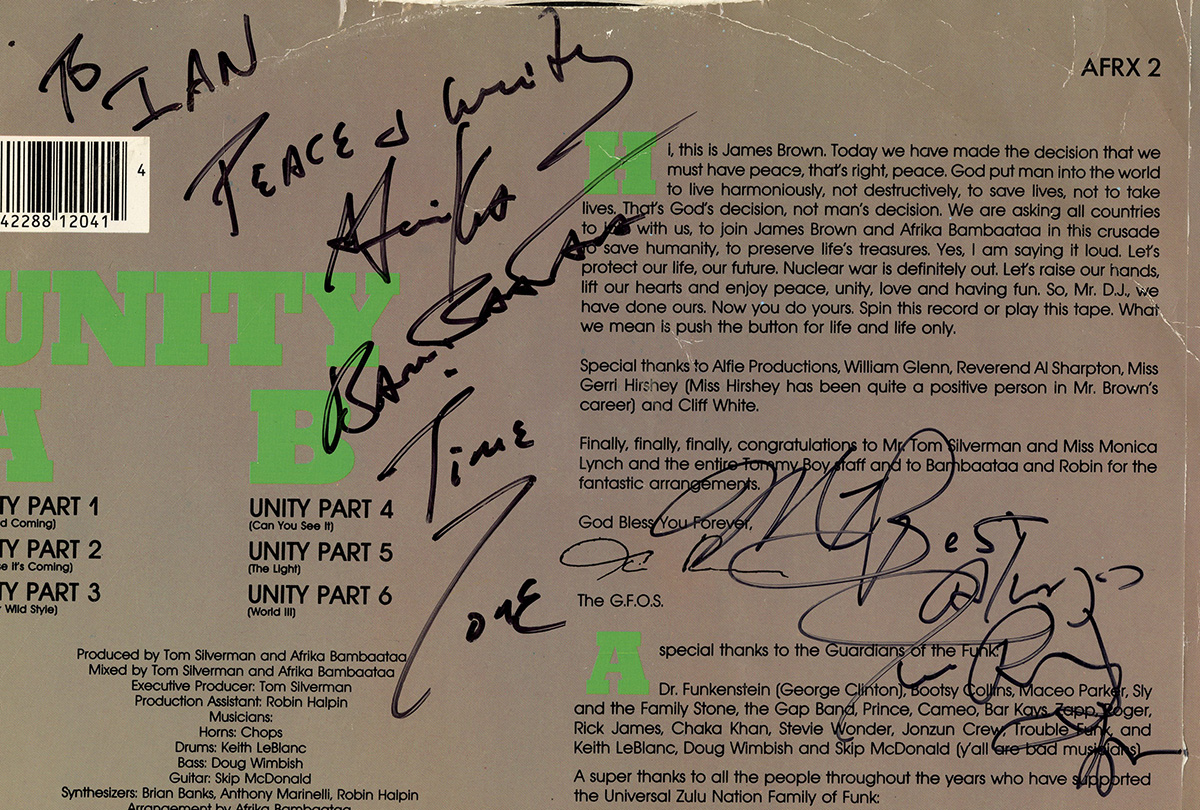 TO IAN
PEACE & Unity
Afrika
BAMBAATAA
Time
Zone
AFRX 2
4
42288 12041
UNITY
A B
TY PART 1
d Coming)
TY PART 2
e It's Coming)
TY PART 3
Wild Style)
UNITY PART 4
(Can You See It)
UNITY PART 5
(The Light)
UNITY PART 6
(World III)
Produced by Tom Silverman and Afrika Bambaataa
Mixed by Tom Silverman and Afrika Bambaataa
Executive Producer: Tom Silverman
Production Assistant: Robin Halpin
Musicians:
Horns: Chops
Drums: Keith LeBlanc
Bass: Doug Wimbish
Guitar: Skip McDonald
Synthesizers: Brian Banks, Anthony Marinelli, Robin Halpin
Arrangement by Afrika Bambaataa
Hi, this is James Brown. Today we have made the decision that we
must have peace, that's right, peace. God put man into the world
to live harmoniously, not destructively, to save lives, not to take
lives. That's God's decision, not man's decision. We are asking all countries
to join with us, to join James Brown and Afrika Bambaataa in this crusade
to save humanity, to preserve life's treasures. Yes, I am saying it loud. Let's
protect our life, our future. Nuclear war is definitely out. Let's raise our hands,
lift our hearts and enjoy peace, unity, love and having fun. So, Mr. D.J., we
have done ours. Now you do yours. Spin this record or play this tape. What
we mean is push the button for life and life only.
Special thanks to Alfie Productions, William Glenn, Reverend Al Sharpton, Miss
Gerri Hirshey (Miss Hirshey has been quite a positive person in Mr. Brown's
career) and Cliff White.
Finally, finally, finally, congratulations to Mr. Tom Silverman and Miss Monica
Lynch and the entire Tommy Boy staff and to Bambaataa and Robin for the
fantastic arrangements.
God Bless You Forever,
The G.F.O.S.
Best
A special thanks to the Guardians of the Funk
Dr. Funkenstein (George Clinton), Bootsy Collins, Maceo Parker, Sly
and the Family Stone, the Gap Band, Prince, Cameo, Bar Kays, Zapp, Roger,
Rick James, Chaka Khan, Stevie Wonder, Jonzun Crew, Trouble Funk, and
Keith LeBlanc, Doug Wimbish and Skip McDonald (y'all are bad musicians)
A super thanks to all the people throughout the years who have supported
the Universal Zulu Nation Family of Funk: